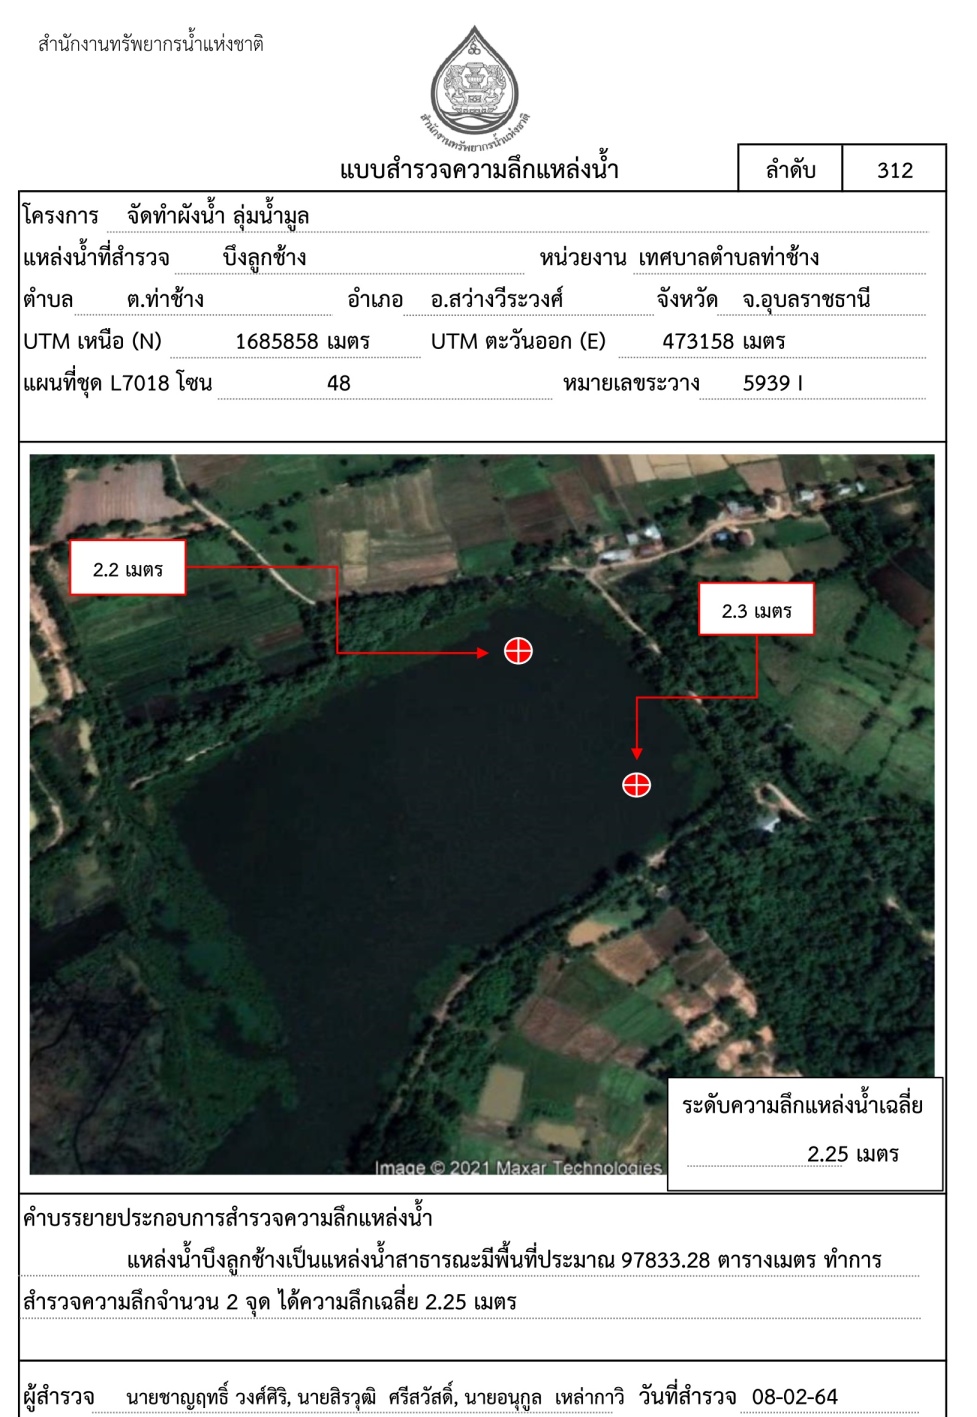 สำนักงานทรัพยากรน้ำแห่งชาติ
สำนักงานทรัพยากรน้ำแห่งชาติ
แบบสำรวจความลึกแหล่งน้ำ
ลำดับ 312
โครงการ จัดทำผังน้ำ ลุ่มน้ำมูล
แหล่งน้ำที่สำรวจ บึงลูกช้าง หน่วยงาน เทศบาลตำบลท่าช้าง
ตำบล ต.ท่าช้าง อำเภอ อ.สว่างวีระวงศ์ จังหวัด จ.อุบลราชธานี
UTM เหนือ (N) 1685858 เมตร UTM ตะวันออก (E) 473158 เมตร
แผนที่ชุด L7018 โซน 48 หมายเลขระวาง 5939 I
2.2 เมตร
2.3 เมตร
ระดับความลึกแหล่งน้ำเฉลี่ย
2.25 เมตร
Image © 2021 Maxar Technologies
คำบรรยายประกอบการสำรวจความลึกแหล่งน้ำ
แหล่งน้ำบึงลูกช้างเป็นแหล่งน้ำสาธารณะมีพื้นที่ประมาณ 97833.28 ตารางเมตร ทำการ
สำรวจความลึกจำนวน 2 จุด ได้ความลึกเฉลี่ย 2.25 เมตร
ผู้สำรวจ นายชาญฤทธิ์ วงศ์ศิริ, นายสิรวุฒิ ศรีสวัสดิ์, นายอนุกูล เหล่ากาวิ วันที่สำรวจ 08-02-64